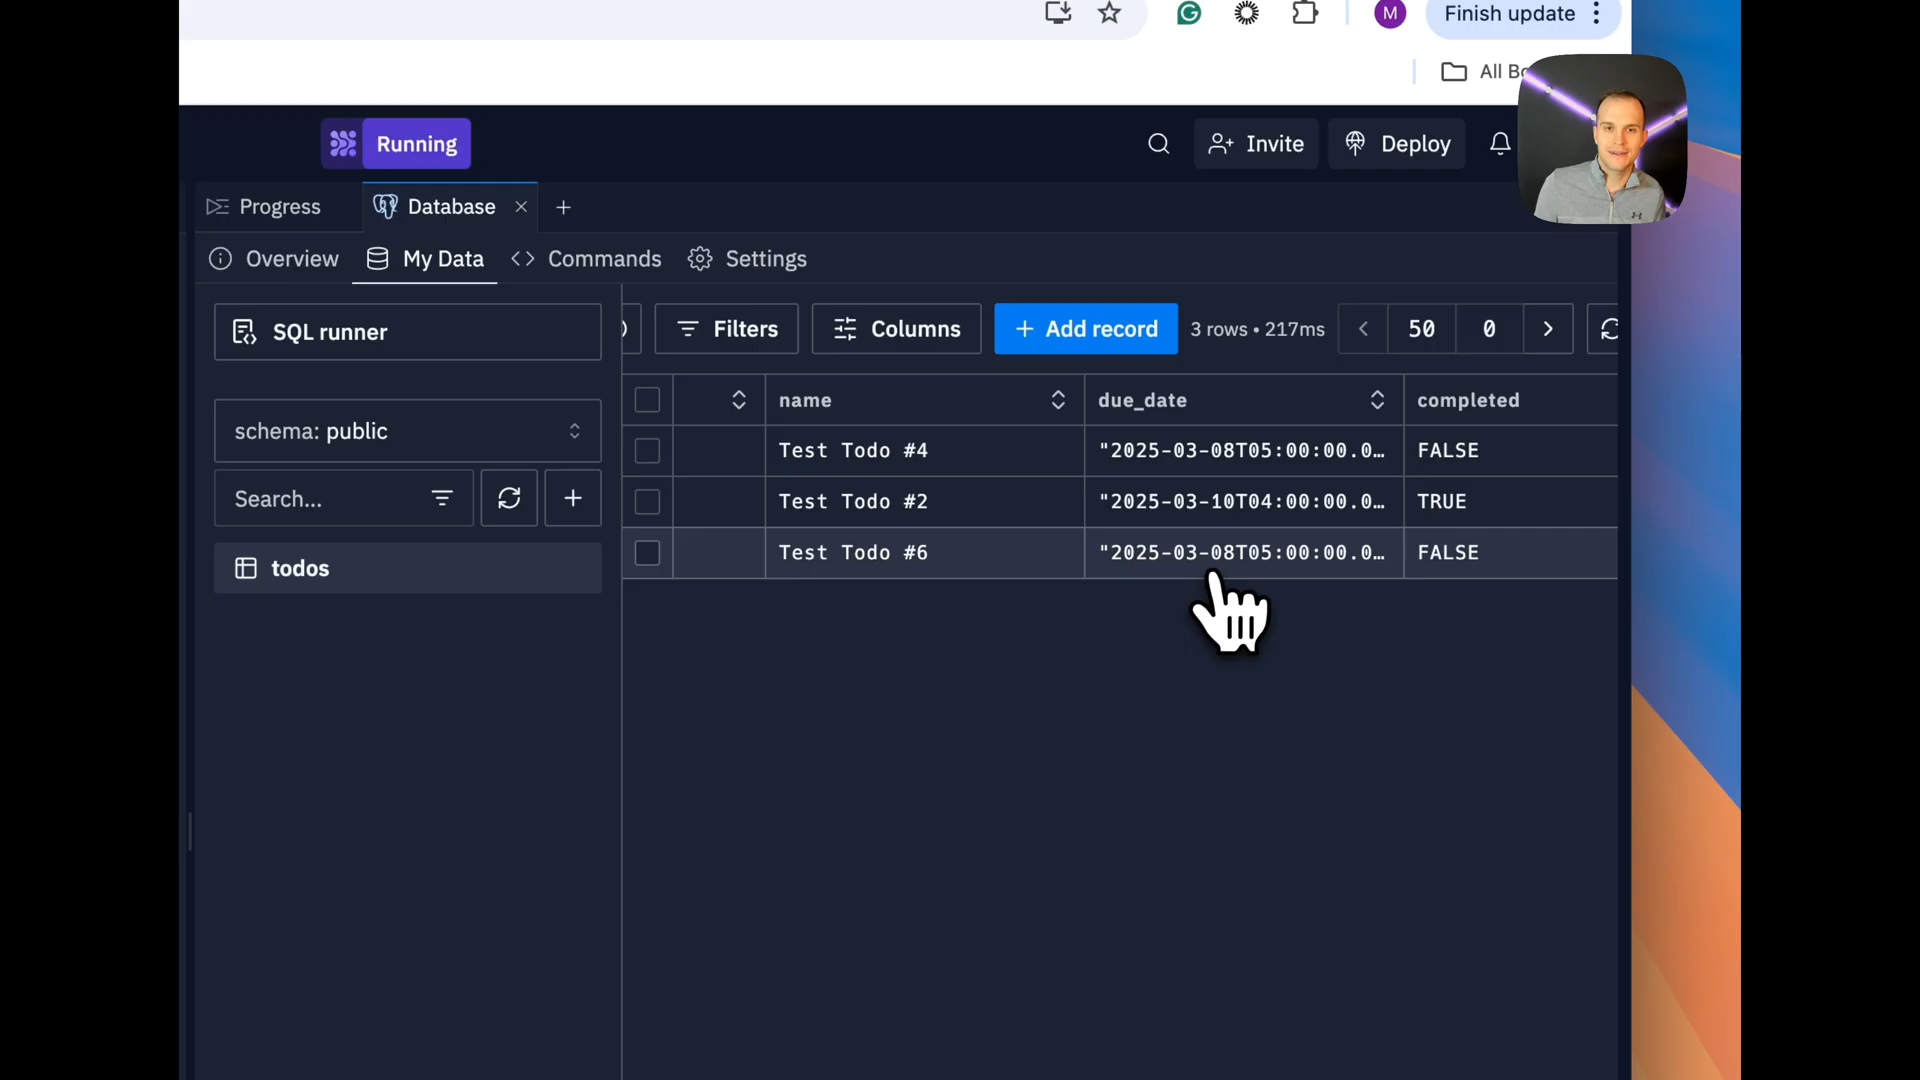 M
Finish update
All Bo
Running
Invite
Deploy
Progress
Database
Overview
My Data
Commands
Settings
SQL runner
Filters
Columns
Add record
3 rows • 217ms
50
0
schema: public
Search...
todos
name
due_date
completed
Test Todo #4
"2025-03-08T05:00:00.0…
FALSE
Test Todo #2
"2025-03-10T04:00:00.0…
TRUE
Test Todo #6
"2025-03-08T05:00:00.0…
FALSE